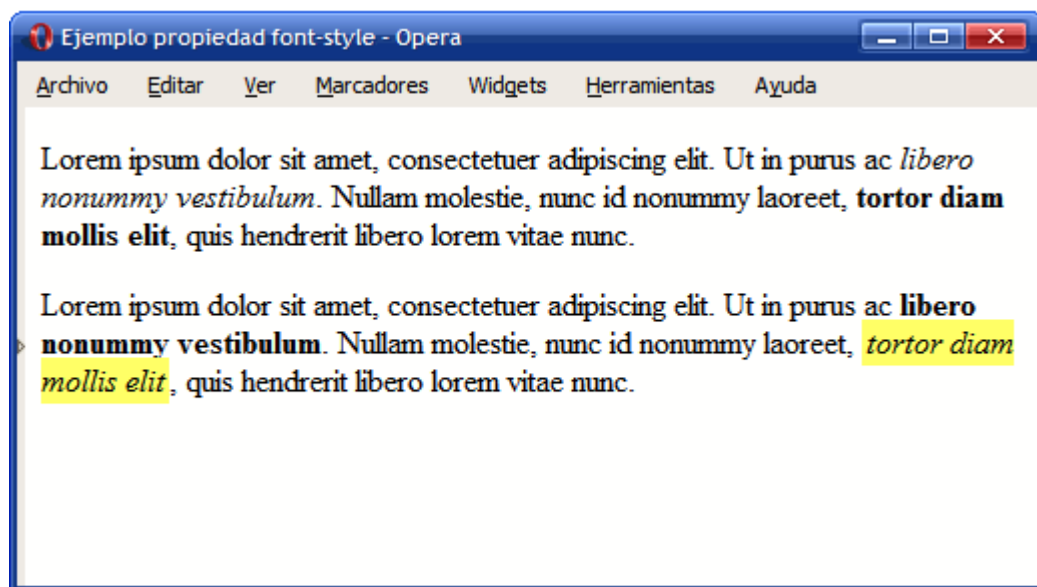 Ejemplo propiedad font-style - Opera
Archivo Editar Ver Marcadores Widgets Herramientas Ayuda
Lorem ipsum dolor sit amet, consectetuer adipiscing elit. Ut in purus ac libero
nonummy vestibulum. Nullam molestie, nunc id nonummy laoreet, tortor diam
mollis elit, quis hendrerit libero lorem vitae nunc.
Lorem ipsum dolor sit amet, consectetuer adipiscing elit. Ut in purus ac libero
nonummy vestibulum. Nullam molestie, nunc id nonummy laoreet, tortor diam
mollis elit, quis hendrerit libero lorem vitae nunc.